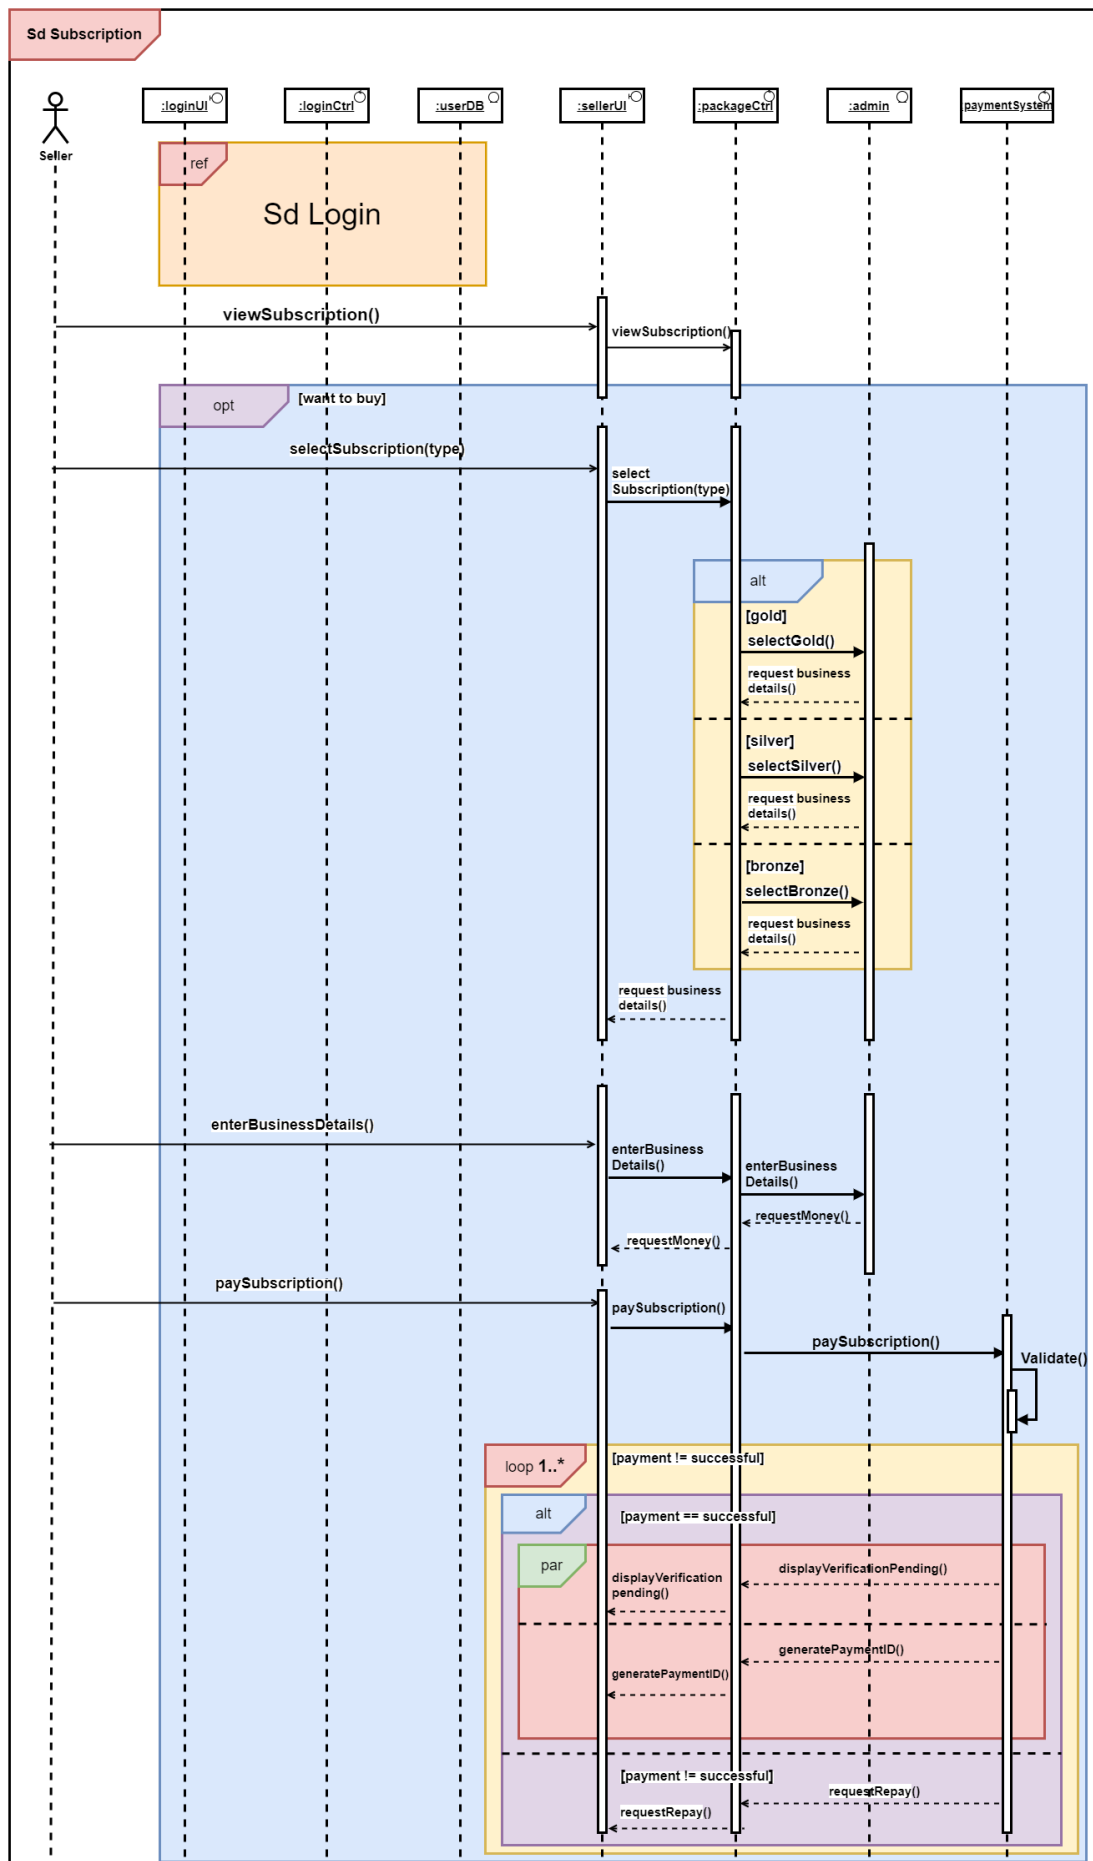 Sd Subscription
:loginUI
:loginCtrl
:userDB
:sellerUI
:packageCtrl
:admin
:paymentSystem
Seller
ref
Sd Login
viewSubscription()
viewSubscription()
opt
[want to buy]
selectSubscription(type)
select
Subscription(type)
alt
[gold]
selectGold()
request business
details()
[silver]
selectSilver()
request business
details()
[bronze]
selectBronze()
request business
details()
request business
details()
enterBusinessDetails()
enterBusiness
Details()
enterBusiness
Details()
requestMoney()
requestMoney()
paySubscription()
paySubscription()
paySubscription()
Validate()
loop 1..*
[payment != successful]
alt
[payment == successful]
par
displayVerificationPending()
displayVerification
pending()
generatePaymentID()
generatePaymentID()
[payment != successful]
requestRepay()
requestRepay()